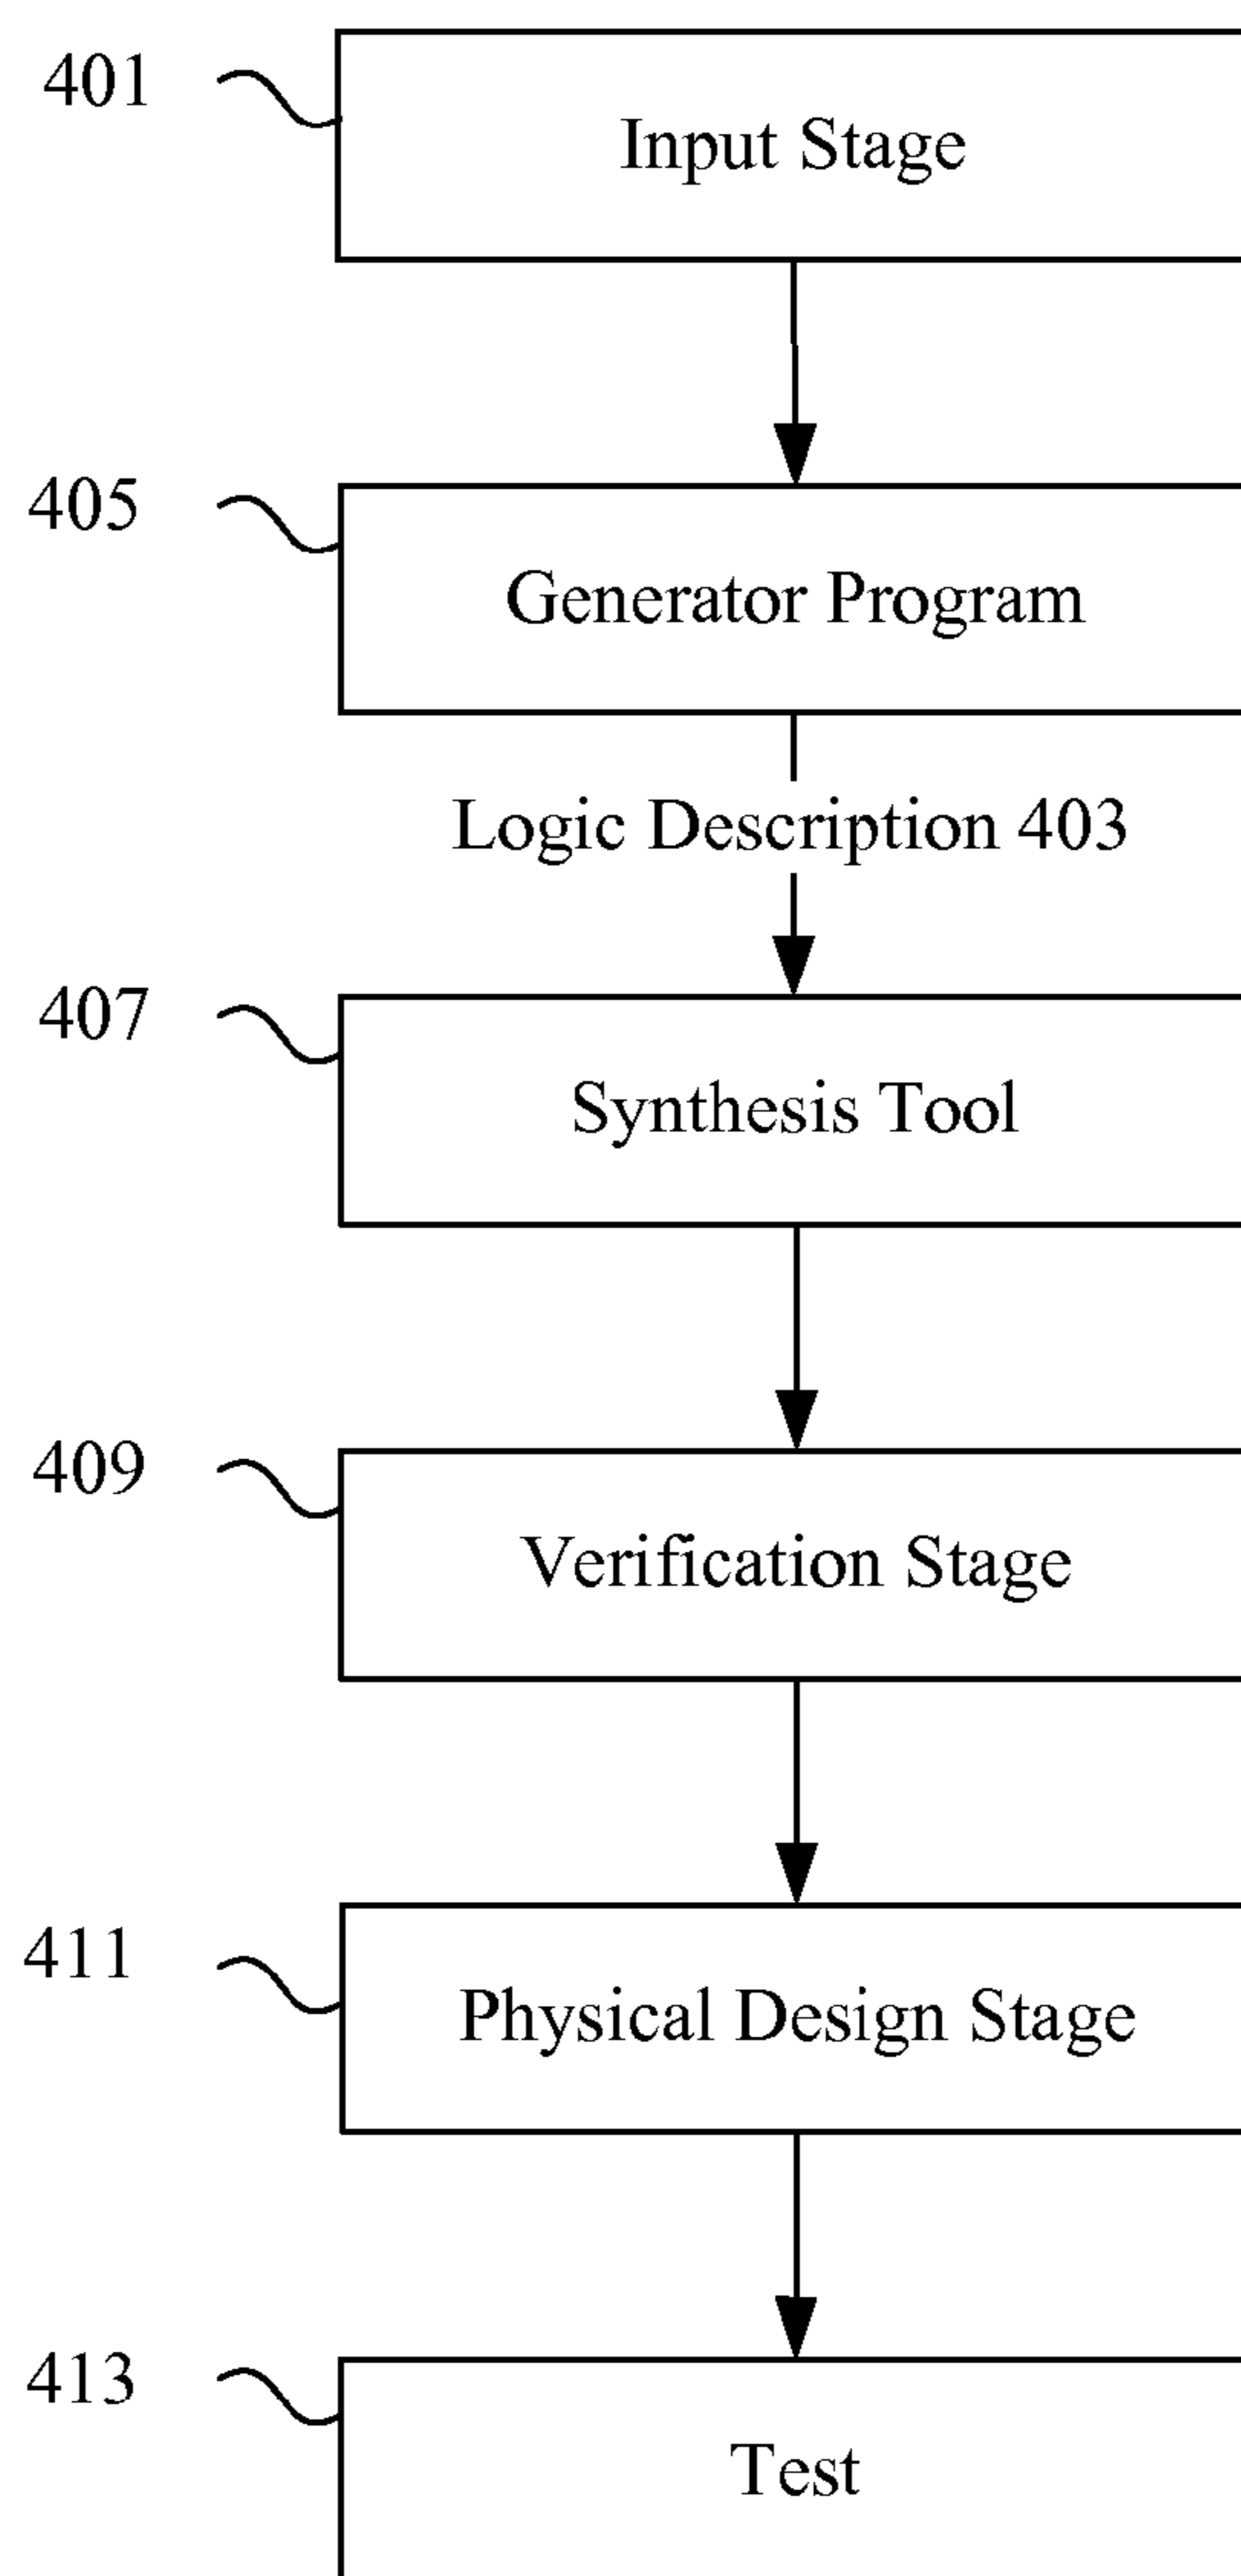 401
Input Stage
405
Generator Program
Logic Description 403
407
Synthesis Tool
409
Verification Stage
411
Physical Design Stage
413
Test